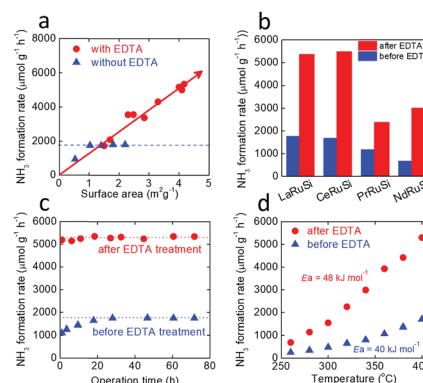 a
NH3 formation rate (μmol g-1 h-1)
8000
6000
4000
2000
0
with EDTA
without EDTA
0 1 2 3 4 5
Surface area (m2g-1)
b
NH3 formation rate (μmol g-1 h-1))
6000
5000
4000
3000
2000
1000
0
after EDTA
before EDT
LaRuSi
CeRuSi
PrRuSi
NdRuS
c
NH3 formation rate (μmol g-1 h-1)
6000
5000
4000
3000
2000
1000
0
after EDTA treatment
before EDTA treatment
0 20 40 60 80
Operation time (h)
d
NH3 formation rate (μmol g-1 h-1)
6000
5000
4000
3000
2000
1000
0
after EDTA
before EDTA
Ea = 48 kJ mol-1
Ea = 40 kJ mol-1
250 300 350 40
Temperature (oC)